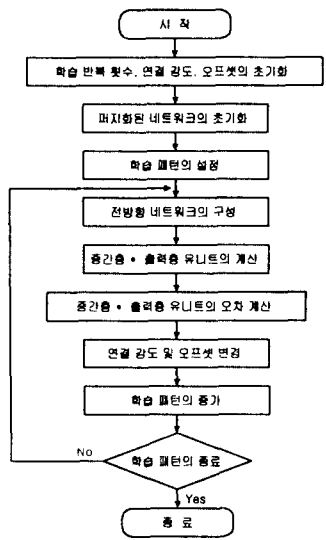 시 작
학습 반복 횟수, 연결 강도, 오프셋의 초기화
퍼지화된 네트워크의 초기화
학습 패턴의 설정
전방향 네트워크의 구성
중간층 • 출력층 유니트의 계산
중간층 • 출력층 유니트의 오차 계산
연결 강도 및 오프셋 변경
학습 패턴의 증가
학습 패턴의 종료
No
Yes
종 료